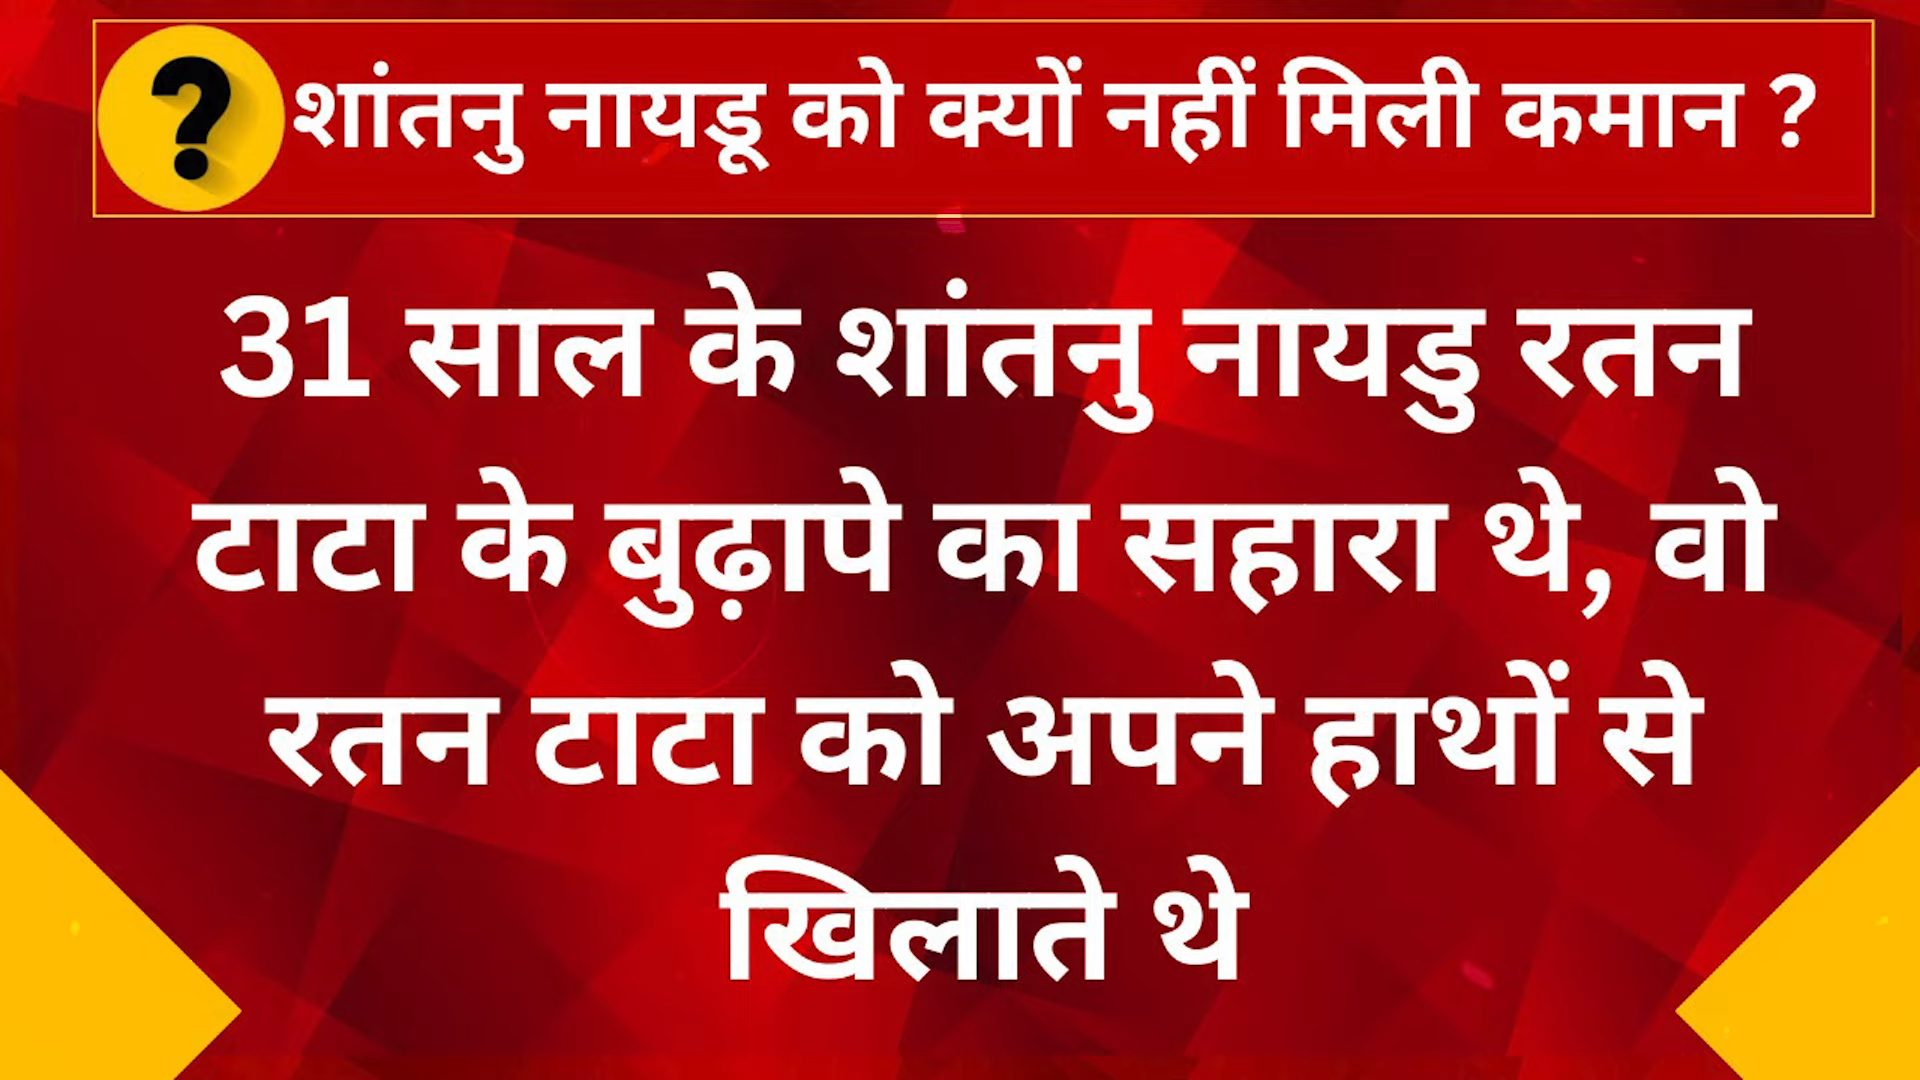 शांतनु नायडू को क्यों नहीं मिली कमान ?
31 साल के शांतनु नायडु रतन
टाटा के बुढ़ापे का सहारा थे, वो
रतन टाटा को अपने हाथों से
खिलाते थे